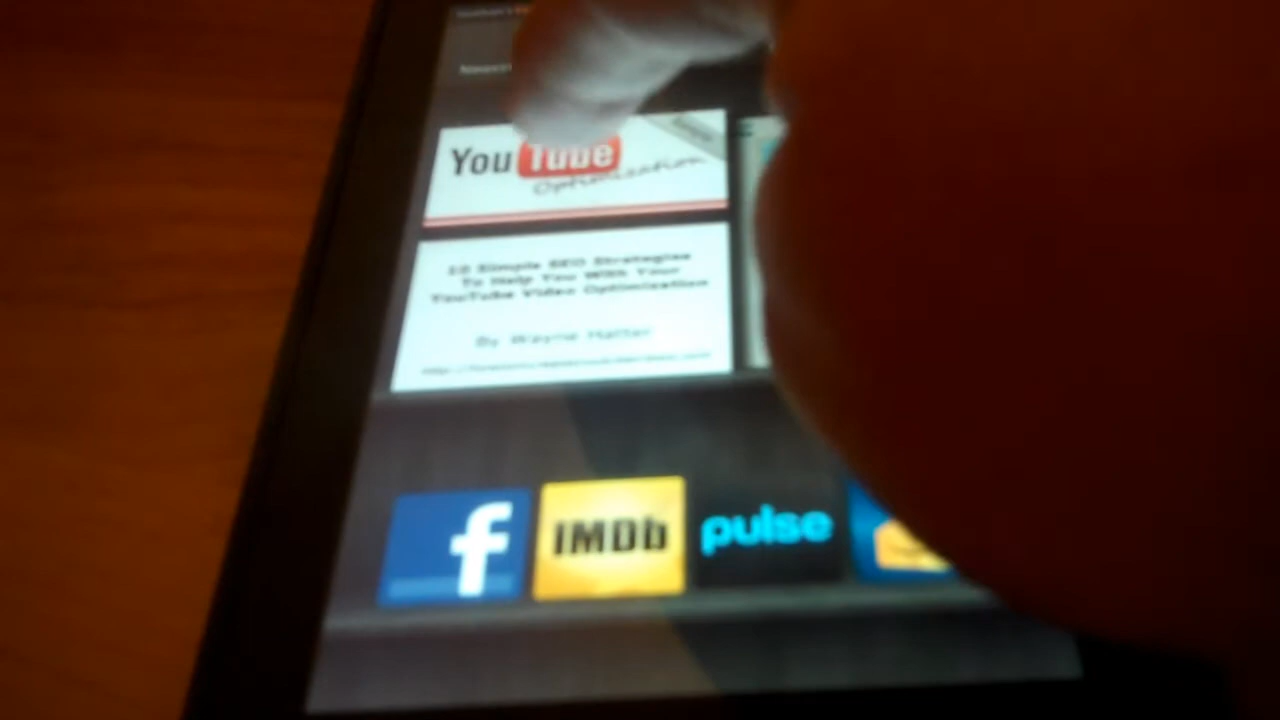 YouTube
Optimization
10 Simple SEO Strategies
To Help You With Your
YouTube Video Optimization
By Wayne Hatter
f
IMDb
pulse